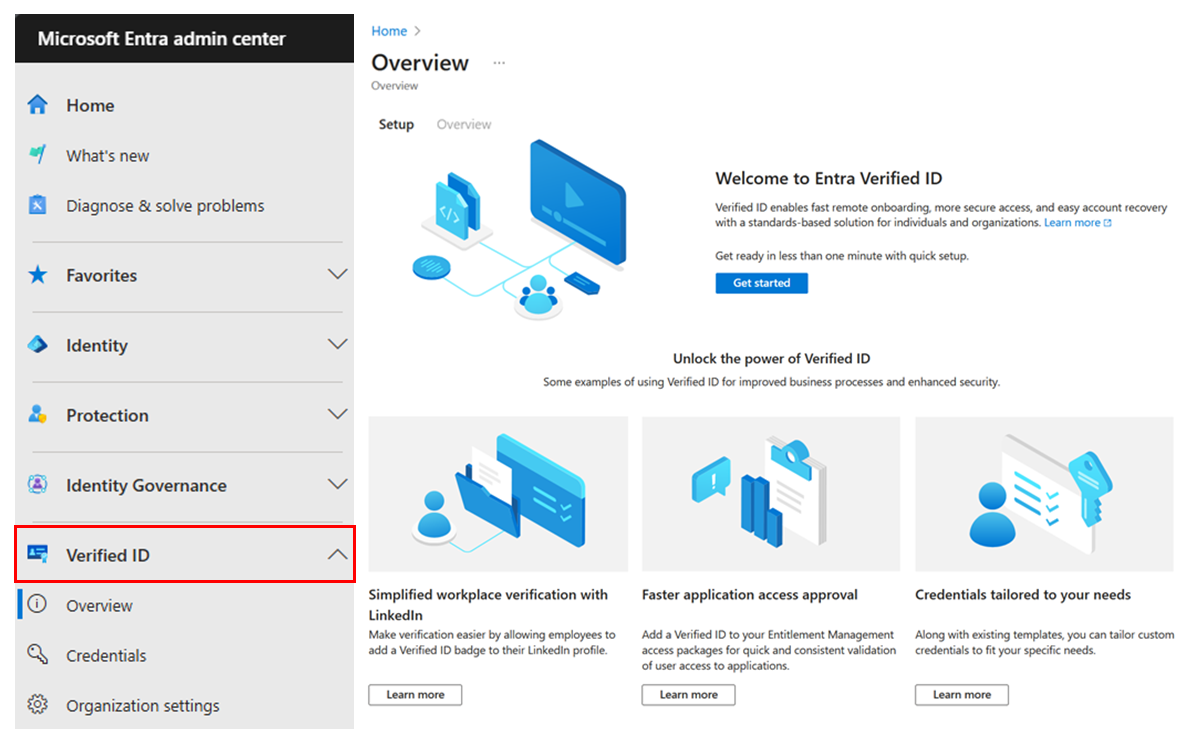 Microsoft Entra admin center
Home
What's new
Diagnose & solve problems
Favorites
Identity
Protection
Identity Governance
Verified ID
Overview
Credentials
Organization settings
Home >
Overview ...
Overview
Setup Overview
Welcome to Entra Verified ID
Verified ID enables fast remote onboarding, more secure access, and easy account recovery
with a standards-based solution for individuals and organizations. Learn more
Get ready in less than one minute with quick setup.
Get started
Unlock the power of Verified ID
Some examples of using Verified ID for improved business processes and enhanced security.
Simplified workplace verification with
LinkedIn
Make verification easier by allowing employees to
add a Verified ID badge to their LinkedIn profile.
Learn more
Faster application access approval
Add a Verified ID to your Entitlement Management
access packages for quick and consistent validation
of user access to applications.
Learn more
Credentials tailored to your needs
Along with existing templates, you can tailor custom
credentials to fit your specific needs.
Learn more